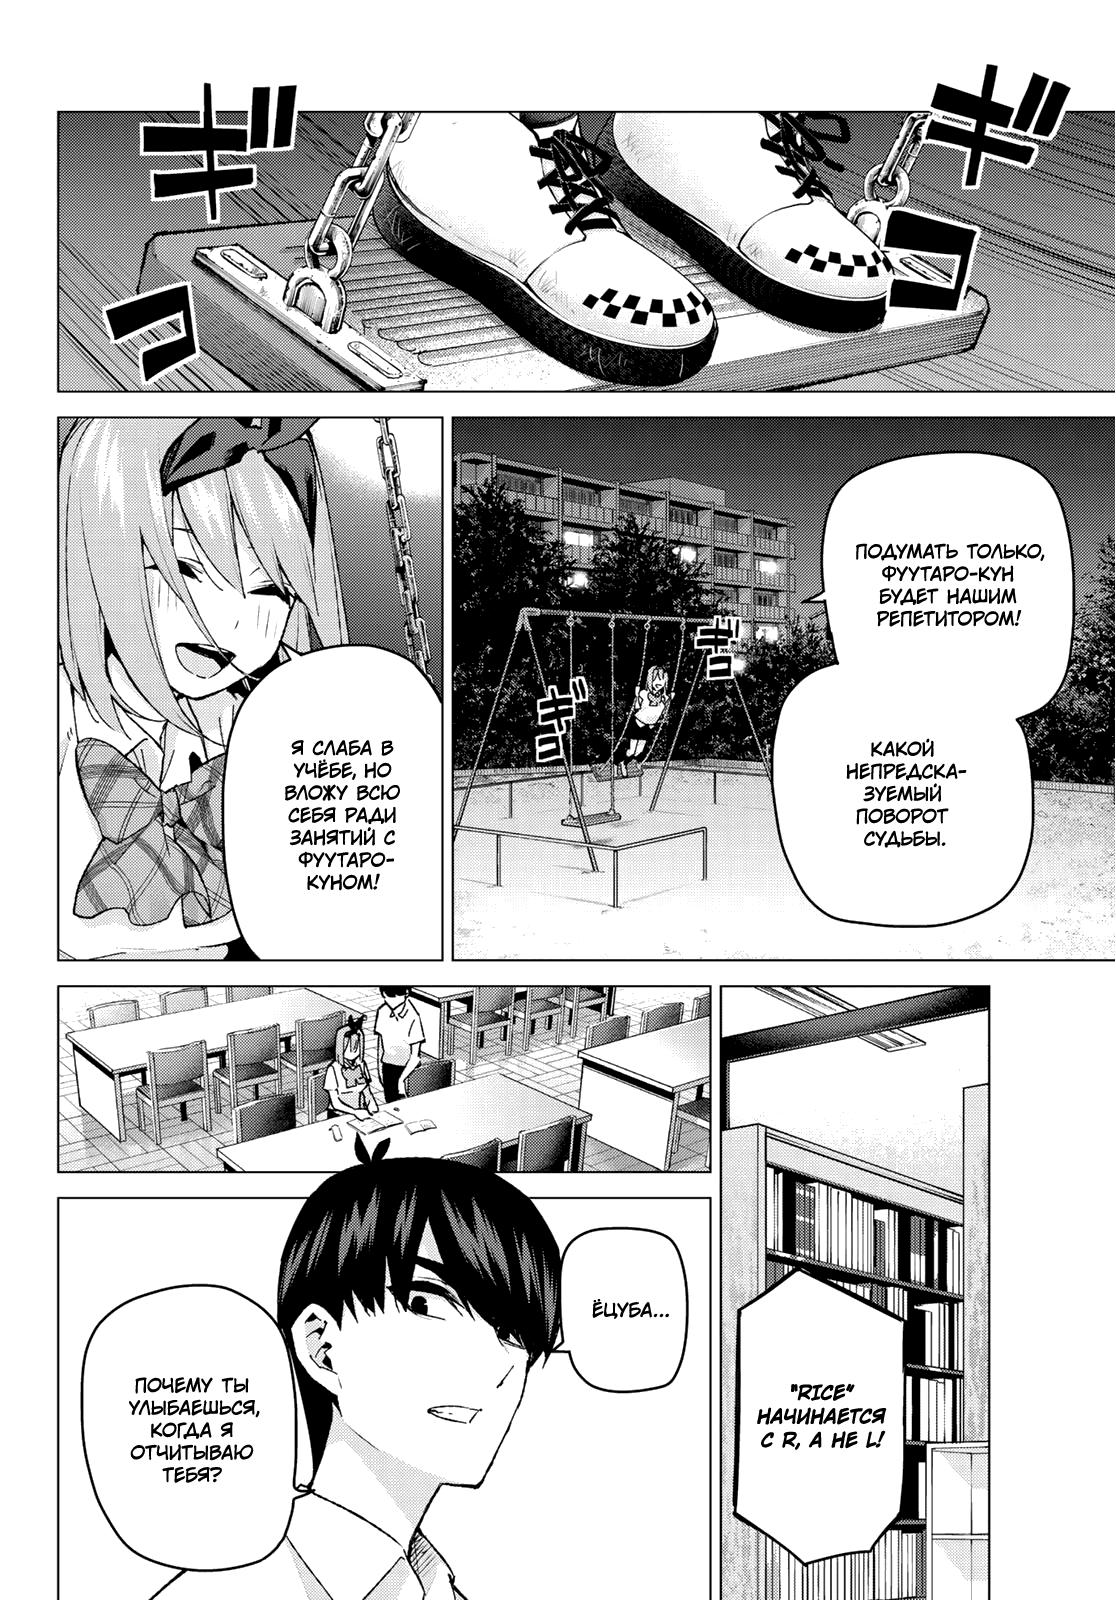 ギギ
ココ
ПОДУМАТЬ ТОЛЬКО,
ФУУТАРО-КУН
БУДЕТ НАШИМ
РЕПЕТИТОРОМ!
КАКОЙ
НЕПРЕДСКА-
ЗУЕМЫЙ
ПОВОРОТ
СУДЬБЫ.
ギコ
ギコ
Я СЛАБА В
УЧЁБЕ, НО
ВЛОЖУ ВСЮ
СЕБЯ РАДИ
ЗАНЯТИЙ С
ФУУТАРО-
КУНОМ!
"RICE"
НАЧИНАЕТСЯ
С R, А НЕ L!
ЁЦУБА...
ПОЧЕМУ ТЫ
УЛЫБАЕШЬСЯ,
КОГДА Я
ОТЧИТЫВАЮ
ТЕБЯ?